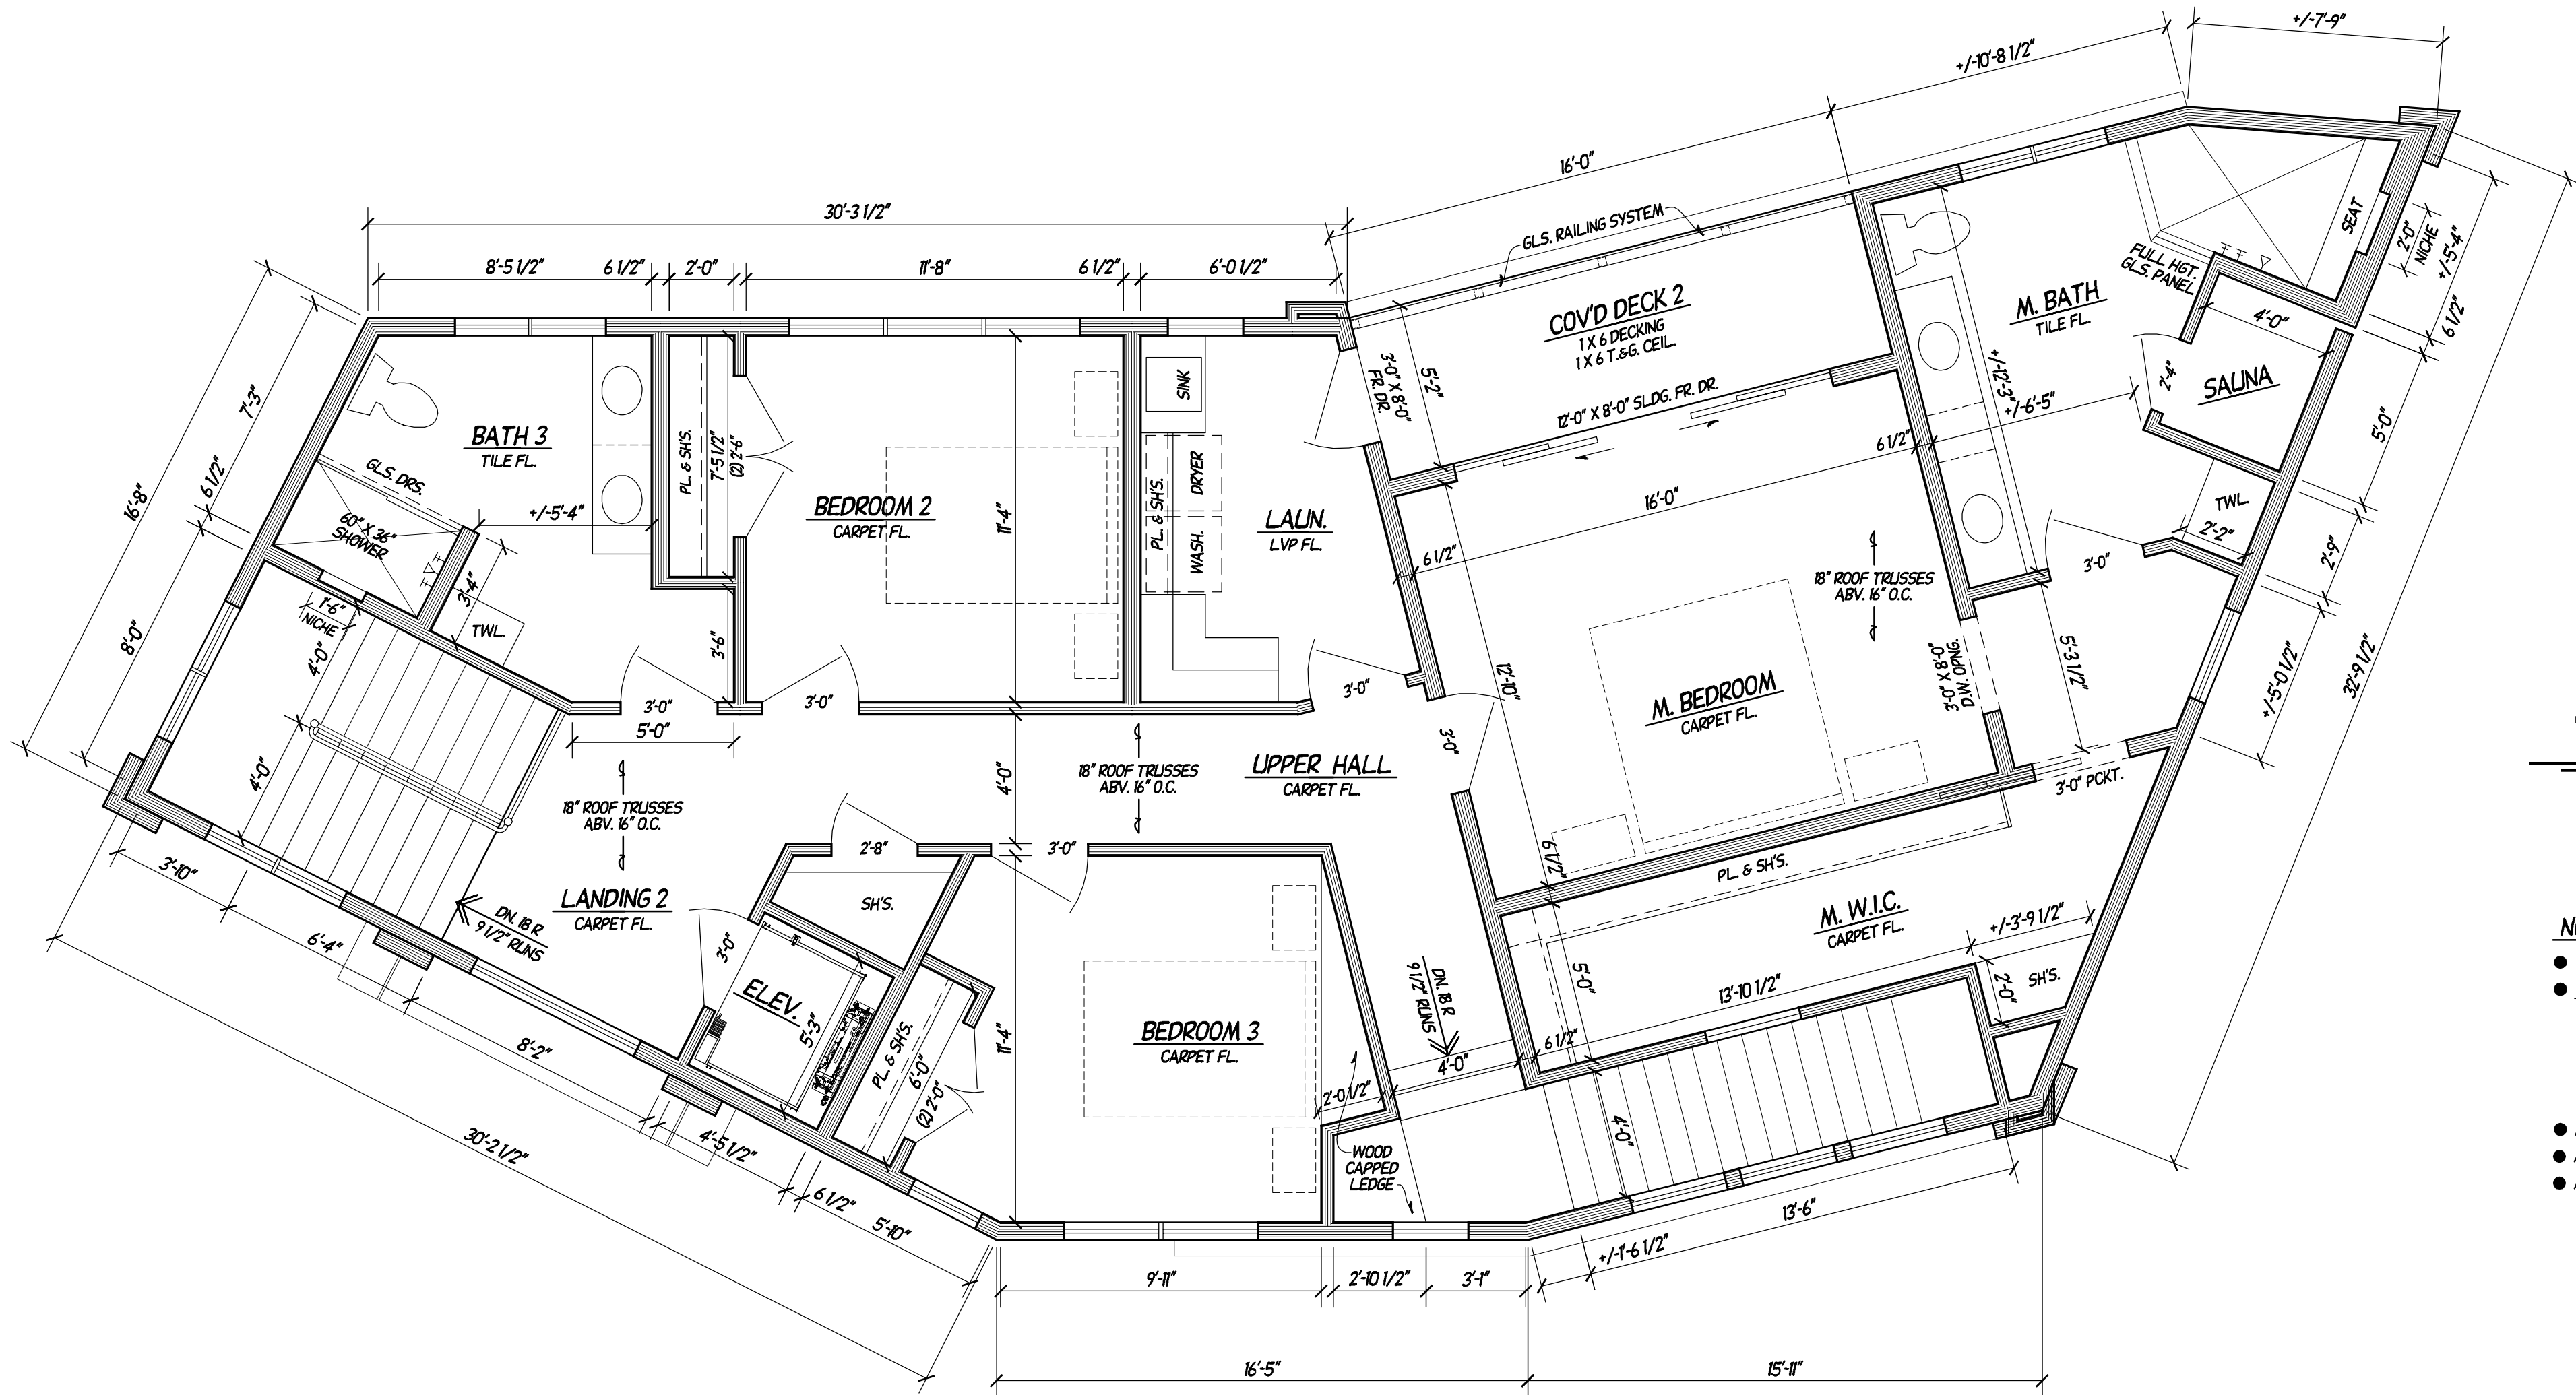 +/-7'-9"
+/-10'-8 1/2"
16'-0"
30'-3 1/2"
8'-5 1/2"
6 1/2"
2'-0"
11'-8"
6 1/2"
6'-0 1/2"
GLS. RAILING SYSTEM
COV'D DECK 2
1 X 6 DECKING
1 X 6 T.&G. CEIL.
3'-0" X 8'-0"
FR. DR.
5'-2"
12'-0" X 8'-0" SLDG. FR. DR.
M. BATH
TILE FL.
FULL HGT.
GLS. PANEL
SEAT
2'-0"
NICHE
+/-5'-4"
6 1/2"
4'-0"
2'-4"
SAUNA
5'-0"
+/-12'-3"
+/-6'-5"
6 1/2"
16'-0"
6 1/2"
TWL.
2'-2"
2'-9"
3'-0"
+/-5'-0 1/2"
32'-9 1/2"
5'-3 1/2"
3'-0" X 8'-0"
D.W. OPNG.
18" ROOF TRUSSES
ABV. 16" O.C.
M. BEDROOM
CARPET FL.
12'-10"
3'-0"
3'-0" PCKT.
6 1/2"
PL. & SH'S.
M. W.I.C.
CARPET FL.
+/-3'-9 1/2"
13'-10 1/2"
2'-0"
SH'S.
5'-0"
6 1/2"
4'-0"
DN. 18 R
9 1/2" RUNS
2'-0 1/2"
4'-0"
WOOD
CAPPED
LEDGE
13'-6"
+/-1'-6 1/2"
7'-3"
16'-8"
6 1/2"
8'-0"
BATH 3
TILE FL.
GLS. DRS.
60" X 36"
SHOWER
+/-5'-4"
3'-4"
1'-6"
NICHE
TWL.
4'-0"
4'-0"
PL. & SH'S.
7'-5 1/2"
(2) 2'-6"
3'-6"
BEDROOM 2
CARPET FL.
11'-4"
SINK
DRYER
PL. & SH'S.
WASH.
LAUN.
LVP FL.
3'-0"
3'-0"
3'-0"
5'-0"
18" ROOF TRUSSES
ABV. 16" O.C.
4'-0"
18" ROOF TRUSSES
ABV. 16" O.C.
UPPER HALL
CARPET FL.
2'-8"
3'-0"
LANDING 2
CARPET FL.
DN. 18 R
9 1/2" RUNS
SH'S.
3'-0"
ELEV.
5'-3"
PL. & SH'S.
6'-0"
(2) 2'-0"
11'-4"
BEDROOM 3
CARPET FL.
3'-10"
6'-4"
8'-2"
4'-5 1/2"
6 1/2"
5'-10"
30'-2 1/2"
9'-11"
2'-10 1/2"
3'-1"
16'-5"
15'-11"